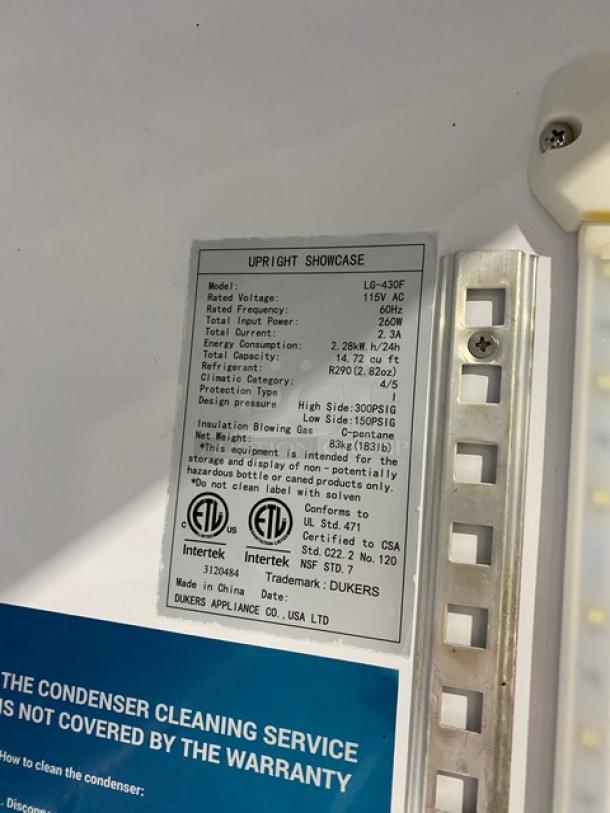 UPRIGHT SHOWCASE
Model: LG-430F
Rated Voltage: 115V AC
Rated Frequency: 60Hz
Total Input Power: 260W
Total Current: 2.3A
Energy Consumption: 2.28kW.h/24h
Total Capacity: 14.72 cu ft
Refrigerant: R290(2.82oz)
Climatic Category: 4/5
Protection Type I
Design pressure High Side:300PSIG
Low Side:150PSIG
Insulation Blowing Gas C-pentane
Net Weight: 83kg(183lb)
*This equipment is intended for the
storage and display of non-potentially
hazardous bottle or caned products only.
*Do not clean label with solven
C ETL US
Intertek
3120484
ETL
Intertek
Conforms to
UL Std. 471
Certified to CSA
Std. C22.2 No.120
NSF STD.7
Trademark: DUKERS
Made in China Date:
DUKERS APPLIANCE CO.,USA LTD
THE CONDENSER CLEANING SERVICE
IS NOT COVERED BY THE WARRANTY
How to clean the condenser: